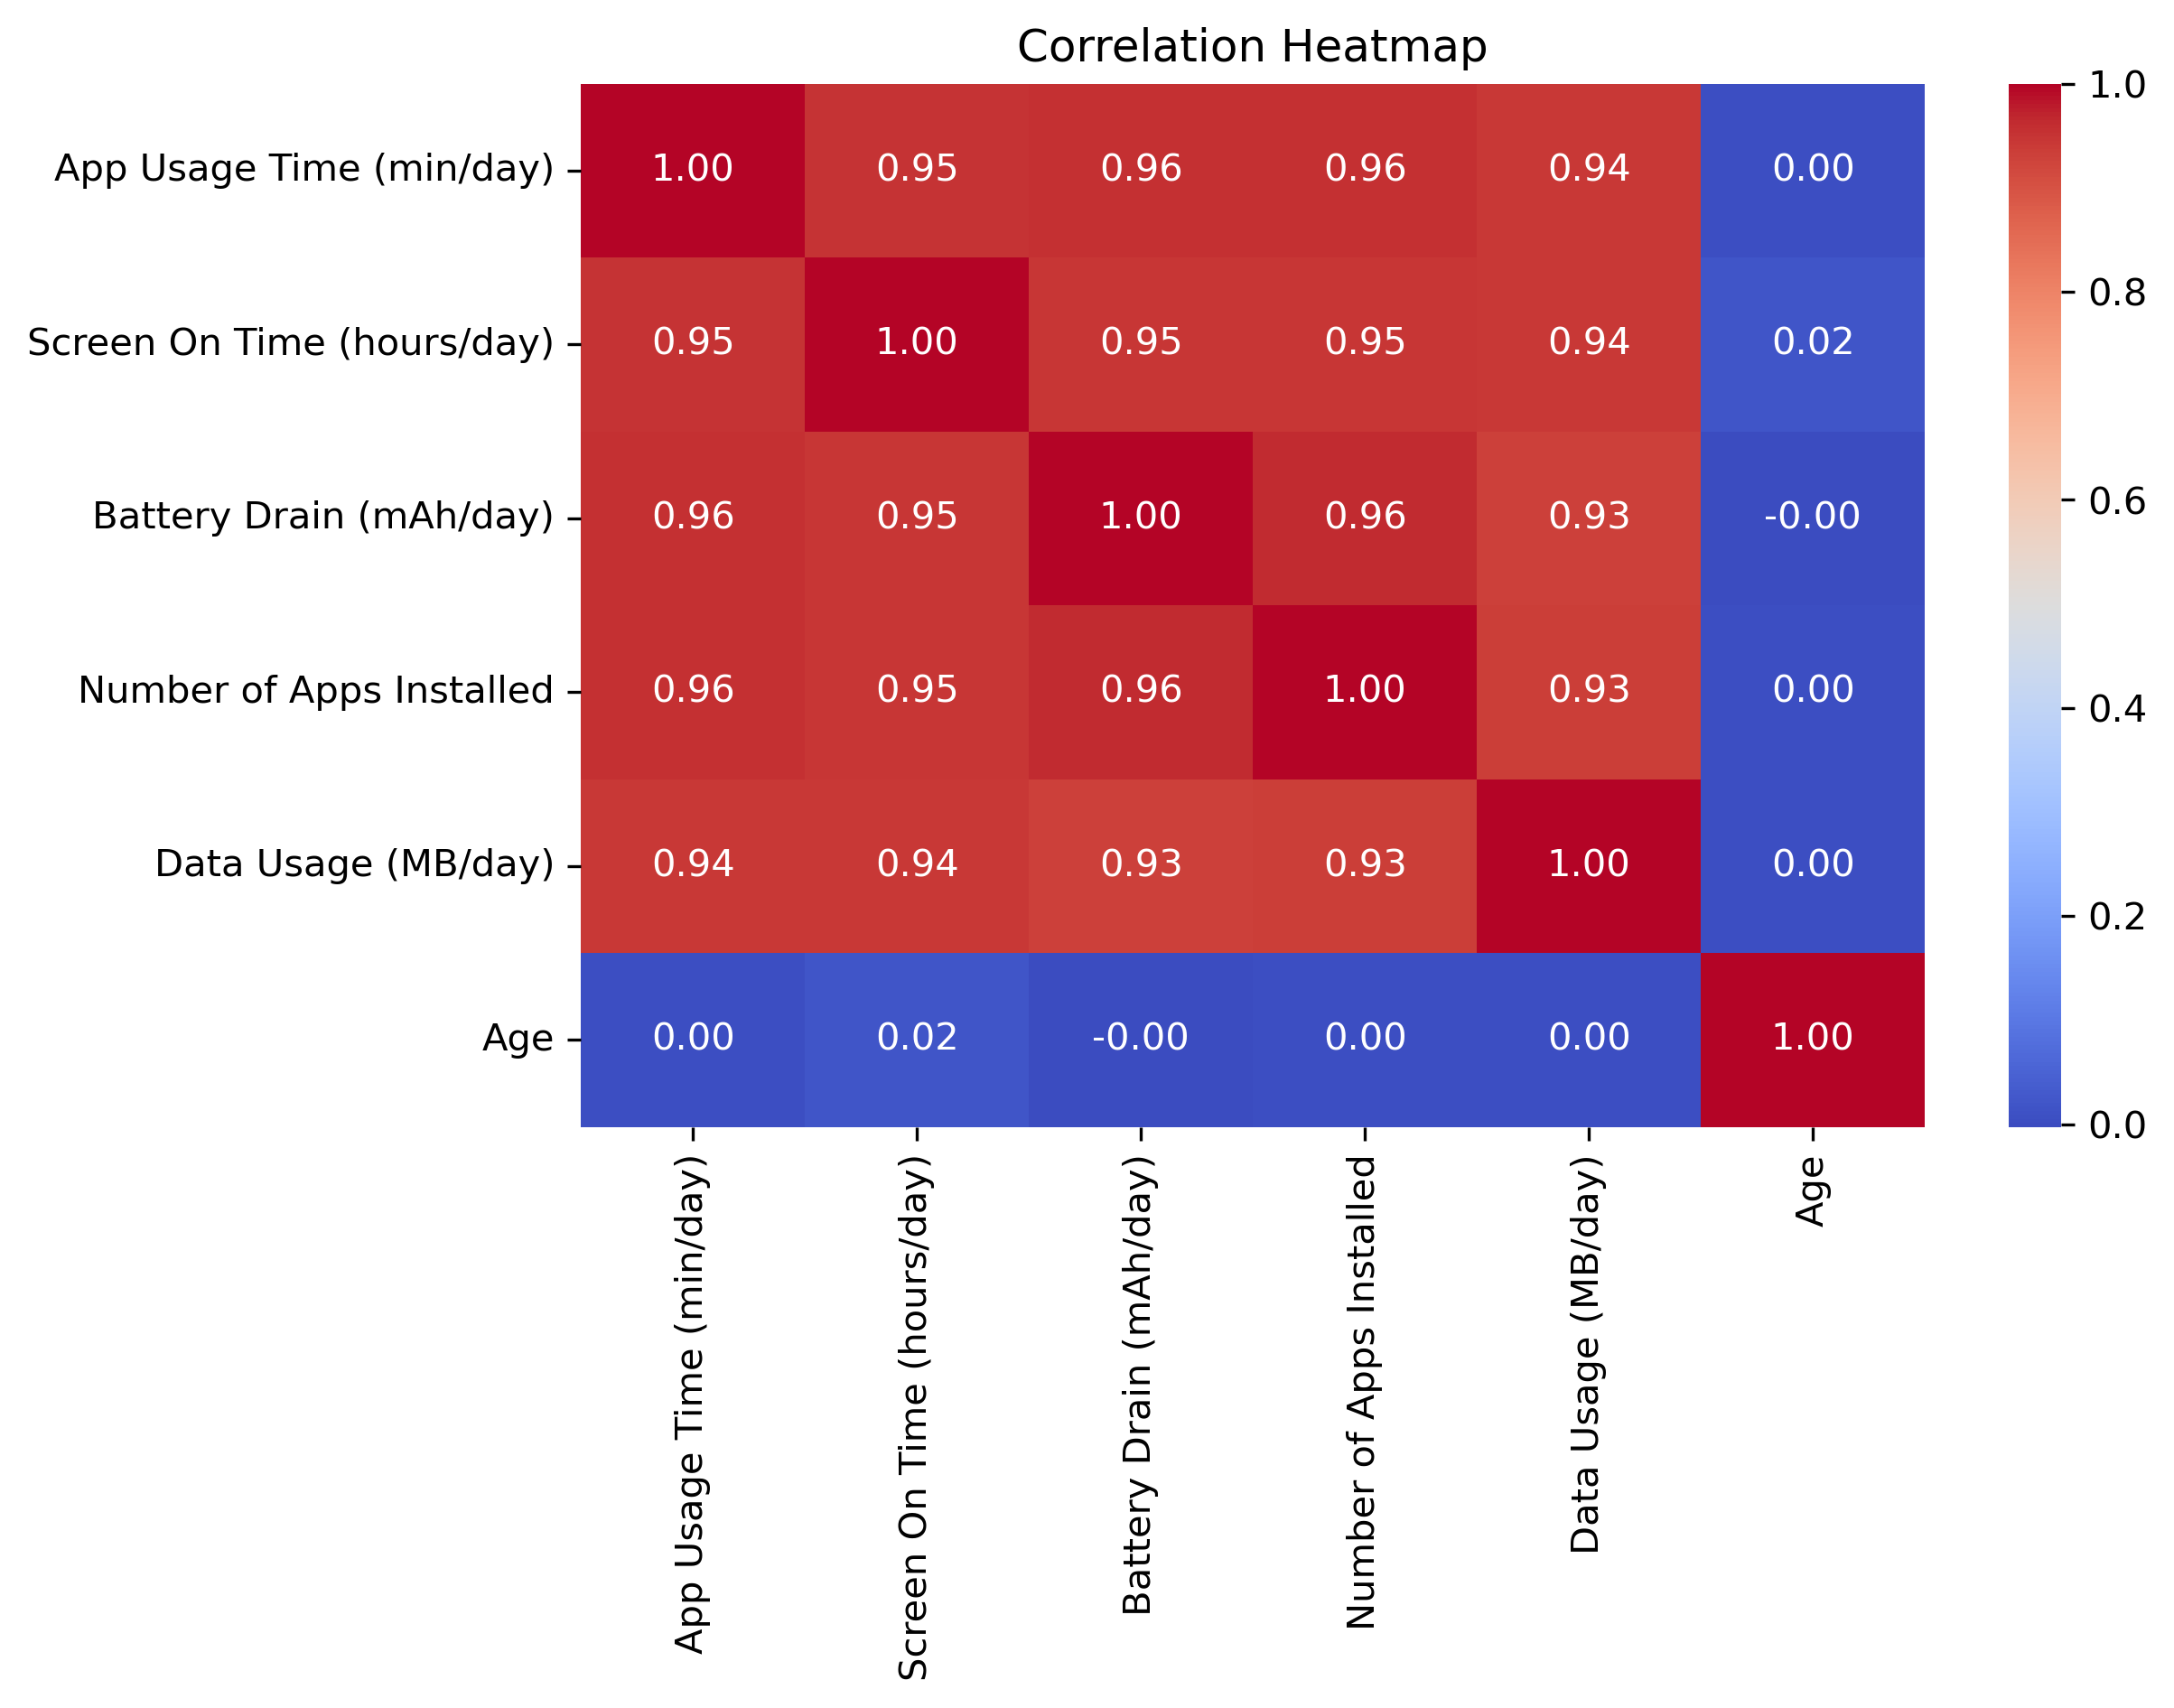 Correlation Heatmap
App Usage Time (min/day) 1.00 0.95 0.96 0.96 0.94 0.00
Screen On Time (hours/day) 0.95 1.00 0.95 0.95 0.94 0.02
Battery Drain (mAh/day) 0.96 0.95 1.00 0.96 0.93 -0.00
Number of Apps Installed 0.96 0.95 0.96 1.00 0.93 0.00
Data Usage (MB/day) 0.94 0.94 0.93 0.93 1.00 0.00
Age 0.00 0.02 -0.00 0.00 0.00 1.00
App Usage Time (min/day)
Screen On Time (hours/day)
Battery Drain (mAh/day)
Number of Apps Installed
Data Usage (MB/day)
Age
1.0
0.8
0.6
0.4
0.2
0.0